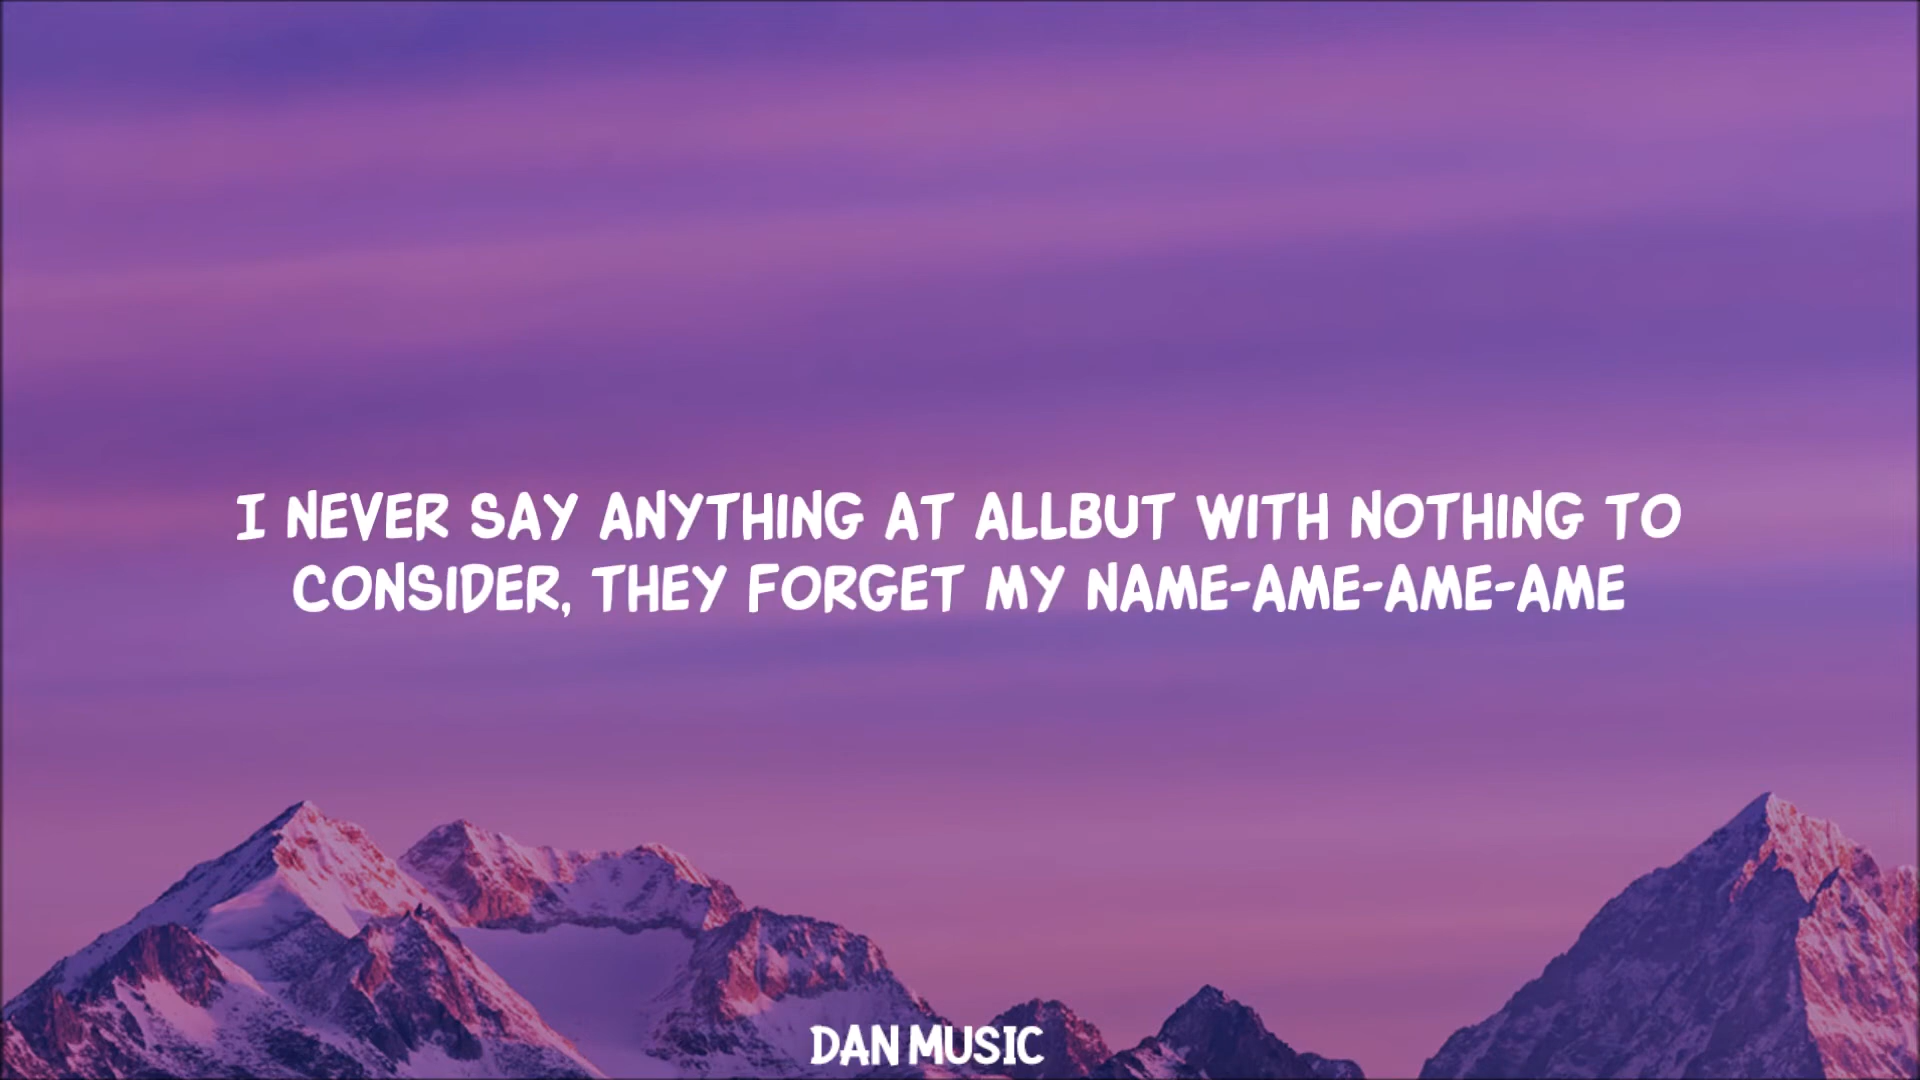 I NEVER SAY ANYTHING AT ALLBUT WITH NOTHING TO
CONSIDER, THEY FORGET MY NAME-AME-AME-AME
DAN MUSIC